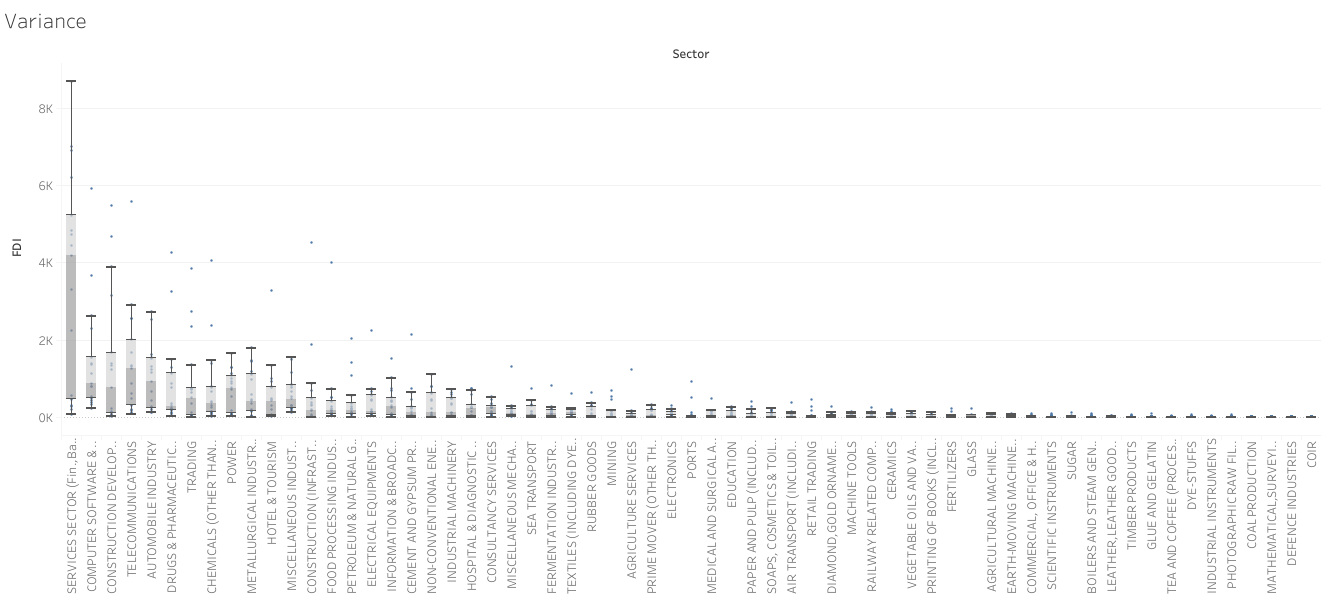 Variance
Sector
FDI
8K
6K
4K
2K
0K
SERVICES SECTOR (Fin., Ba..
COMPUTER SOFTWARE & ..
CONSTRUCTION DEVELOP..
TELECOMMUNICATIONS
AUTOMOBILE INDUSTRY
DRUGS & PHARMACEUTIC..
TRADING
CHEMICALS (OTHER THAN..
POWER
METALLURGICAL INDUSTR..
HOTEL & TOURISM
MISCELLANEOUS INDUST..
CONSTRUCTION (INFRAST..
FOOD PROCESSING INDUS..
PETROLEUM & NATURAL G..
ELECTRICAL EQUIPMENTS
INFORMATION & BROADC..
CEMENT AND GYPSUM PR..
NON-CONVENTIONAL ENE..
INDUSTRIAL MACHINERY
HOSPITAL & DIAGNOSTIC ..
CONSULTANCY SERVICES
MISCELLANEOUS MECHA..
SEA TRANSPORT
FERMENTATION INDUSTR..
TEXTILES (INCLUDING DYE..
RUBBER GOODS
MINING
AGRICULTURE SERVICES
PRIME MOVER (OTHER TH..
ELECTRONICS
PORTS
MEDICAL AND SURGICAL A..
EDUCATION
PAPER AND PULP (INCLUD..
SOAPS, COSMETICS & TOIL..
AIR TRANSPORT (INCLUDI..
RETAIL TRADING
DIAMOND, GOLD ORNAME..
MACHINE TOOLS
RAILWAY RELATED COMP..
CERAMICS
VEGETABLE OILS AND VA..
PRINTING OF BOOKS (INCL..
FERTILIZERS
GLASS
AGRICULTURAL MACHINE..
EARTH-MOVING MACHINE..
COMMERCIAL, OFFICE & H..
SCIENTIFIC INSTRUMENTS
SUGAR
BOILERS AND STEAM GEN..
LEATHER,LEATHER GOOD..
TIMBER PRODUCTS
GLUE AND GELATIN
TEA AND COFFEE (PROCES..
DYE-STUFFS
INDUSTRIAL INSTRUMENTS
PHOTOGRAPHIC RAW FIL..
COAL PRODUCTION
MATHEMATICAL,SURVEYI..
DEFENCE INDUSTRIES
COIR